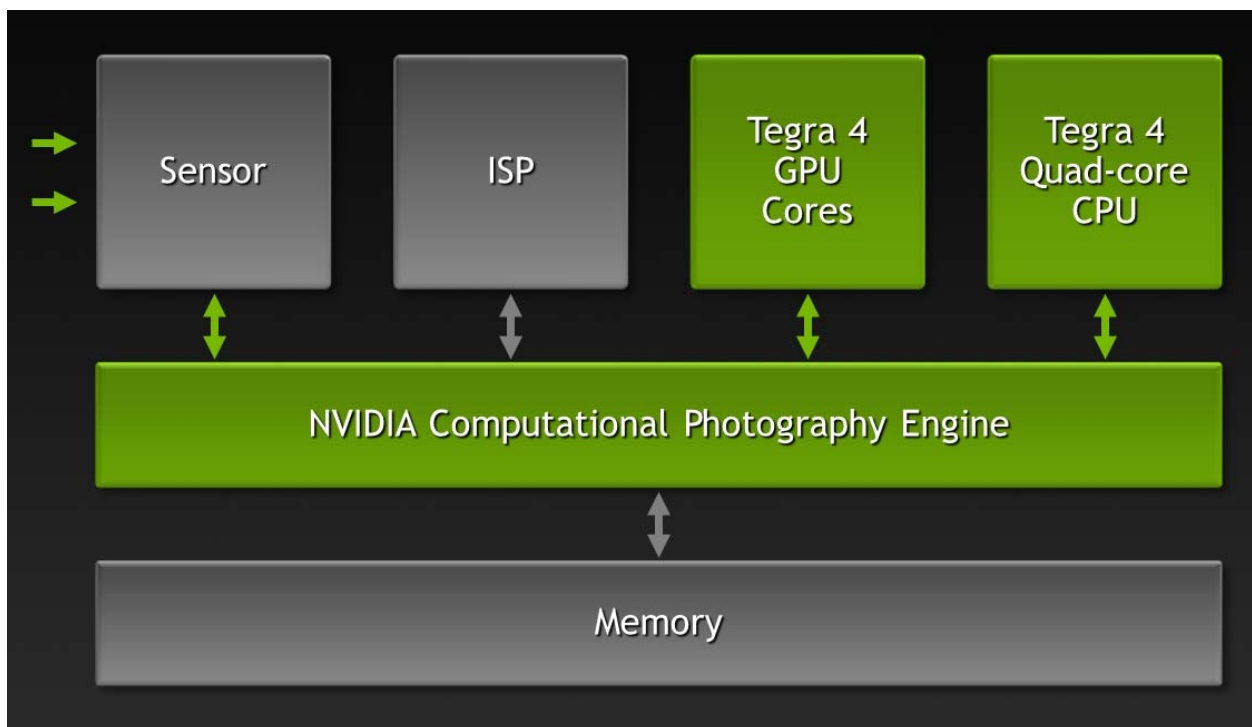 Sensor
ISP
Tegra 4
GPU
Cores
Tegra 4
Quad-core
CPU
NVIDIA Computational Photography Engine
Memory